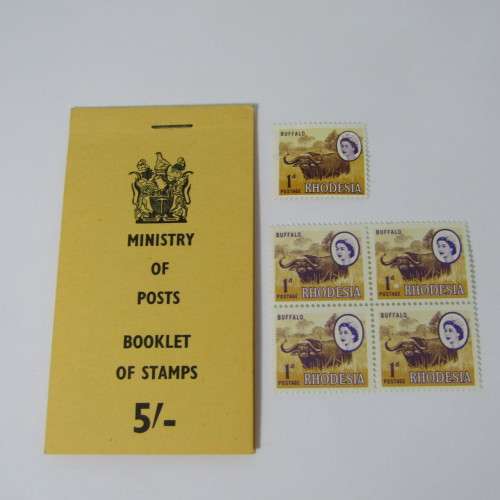 MINISTRY
OF
POSTS
BOOKLET
OF STAMPS
5/-
BUFFALO.
1d
POSTAGE
RHODESIA
BUFFALO.
1d
POSTAGE
RHODESIA
BUFFALO.
1d
POSTAGE
RHODESIA
BUFFALO.
1d
POSTAGE
RHODESIA
BUFFALO.
1d
POSTAGE
RHODESIA